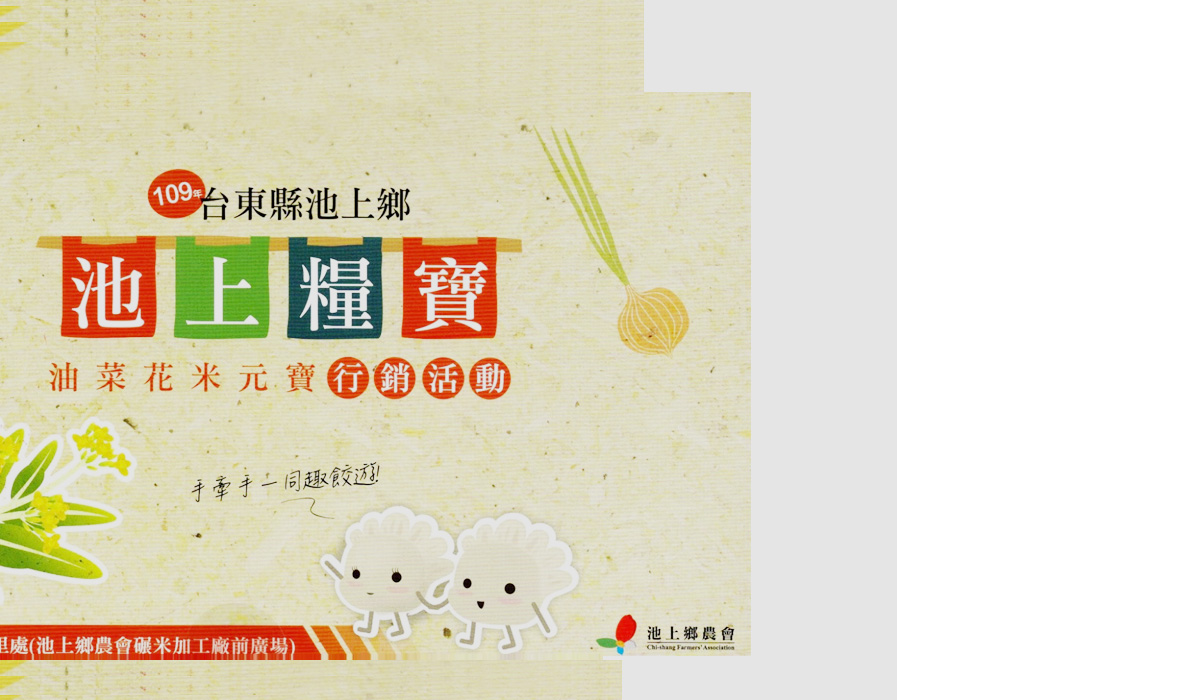 109年
台東縣池上鄉
池上糧寶
油菜花米元寶行銷活動
手牽手一同趣餃遊!
里處(池上鄉農會碾米加工廠前廣場)
池上鄉農會
Chi-shang Farmers' Association